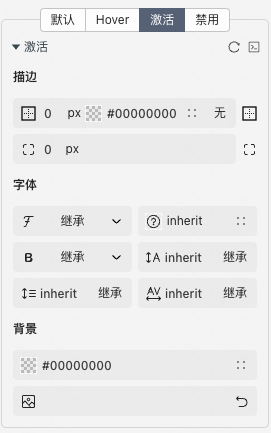 默认 Hover 激活 禁用
激活
描边
0 px #00000000 无
0 px
字体
继承 inherit
B 继承 A inherit 继承
inherit 继承 AV inherit 继承
背景
#00000000